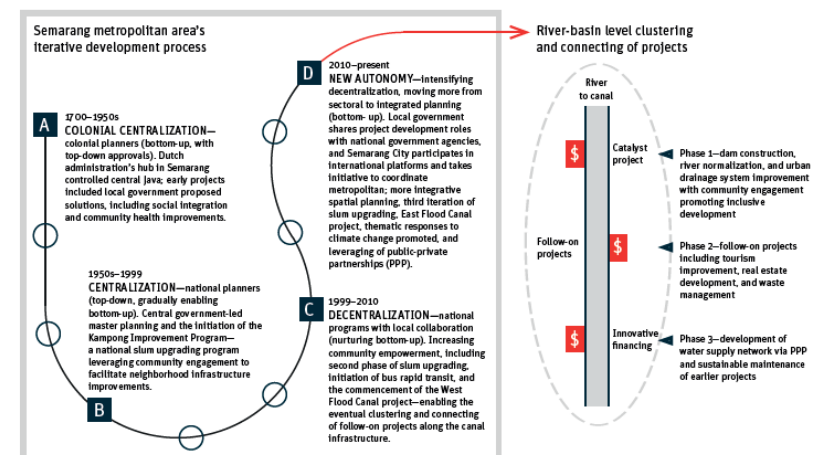 Semarang metropolitan area's
iterative development process
A
1700–1950s
COLONIAL CENTRALIZATION—
colonial planners (bottom-up, with
top-down approvals). Dutch
administration's hub in Semarang
controlled central Java; early projects
included local government proposed
solutions, including social integration
and community health improvements.
1950s–1999
CENTRALIZATION—national planners
(top-down, gradually enabling
bottom-up). Central government-led
master planning and the initiation of the
Kampong Improvement Program—
a national slum upgrading program
leveraging community engagement to
facilitate neighborhood infrastructure
improvements.
B
D
2010–present
NEW AUTONOMY—intensifying
decentralization, moving more from
sectoral to integrated planning
(bottom- up). Local government
shares project development roles
with national government agencies,
and Semarang City participates in
international platforms and takes
initiative to coordinate
metropolitan; more integrative
spatial planning, third iteration of
slum upgrading, East Flood Canal
project, thematic responses to
climate change promoted, and
leveraging of public-private
partnerships (PPP).
C
1999–2010
DECENTRALIZATION—national
programs with local collaboration
(nurturing bottom-up). Increasing
community empowerment, including
second phase of slum upgrading,
initiation of bus rapid transit, and
the commencement of the West
Flood Canal project—enabling the
eventual clustering and connecting
of follow-on projects along the canal
infrastructure.
River-basin level clustering
and connecting of projects
River
to canal
$
Catalyst
project
Phase 1—dam construction,
river normalization, and urban
drainage system improvement
with community engagement
promoting inclusive
development
Follow-on
projects
$
Phase 2—follow-on projects
including tourism
improvement, real estate
development, and waste
management
$
Innovative
financing
Phase 3—development of
water supply network via PPP
and sustainable maintenance
of earlier projects